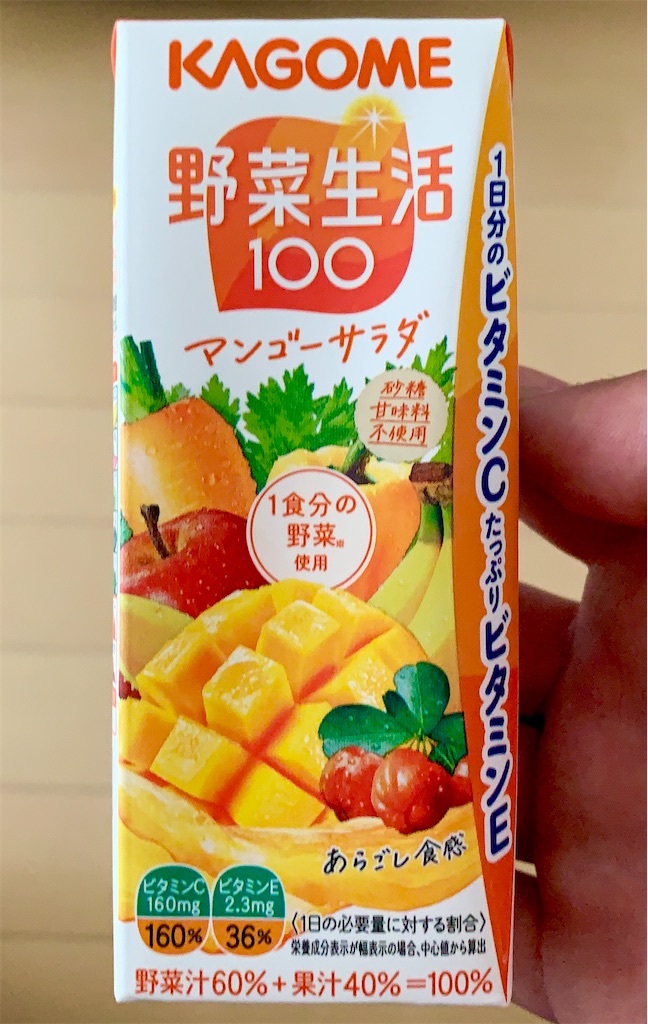 KAGOME
野菜生活
100
マンゴーサラダ
砂糖
甘味料
不使用
1食分の
野菜※
使用
1日分のビタミンCたっぷりビタミンE
あらごし食感
ビタミンC
160mg
160%
ビタミンE
2.3mg
36%
〈1日の必要量に対する割合〉
栄養成分表示が幅表示の場合、中心値から算出
野菜汁60%+果汁40%=100%